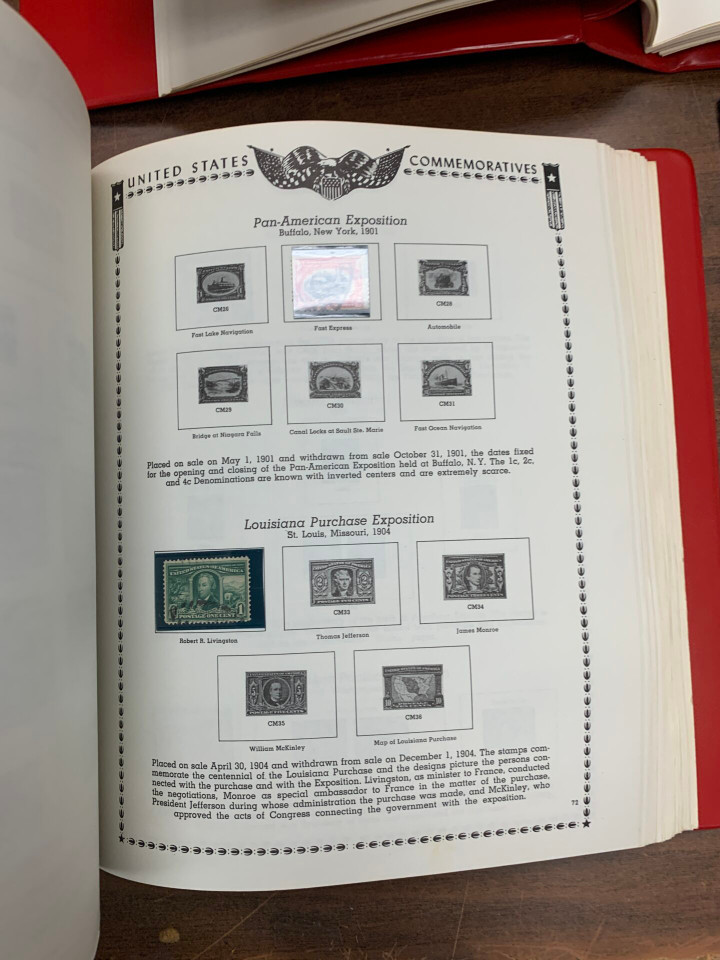 UNITED STATES COMMEMORATIVES
Pan-American Exposition
Buffalo, New York, 1901
CM28
Fast Lake Navigation Fast Express Automobile
CM29 CM30 CM31
Bridge at Niagara Falls Canal Locks at Sault Ste. Marie Fast Ocean Navigation
Placed on sale on May 1, 1901 and withdrawn from sale October 31, 1901, the dates fixed
for the opening and closing of the Pan-American Exposition held at Buffalo, N.Y. The 1c, 2c,
and 4c Denominations are known with inverted centers and are extremely scarce.
Louisiana Purchase Exposition
St. Louis, Missouri, 1904
UNITED STATES OF AMERICA
POSTAGE ONE CENT 1
CM33 CM34
Robert R. Livingston Thomas Jefferson James Monroe
CM35 CM36
William McKinley Map of Louisiana Purchase
Placed on sale April 30, 1904 and withdrawn from sale on December 1, 1904. The stamps com-
memorate the centennial of the Louisiana Purchase and the designs picture the persons con-
nected with the purchase and with the Exposition. Livingston, as minister to France, conducted
the negotiations, Monroe as special ambassador to France in the matter of the purchase,
President Jefferson during whose administration the purchase was made, and McKinley, who
approved the acts of Congress connecting the government with the exposition.
72